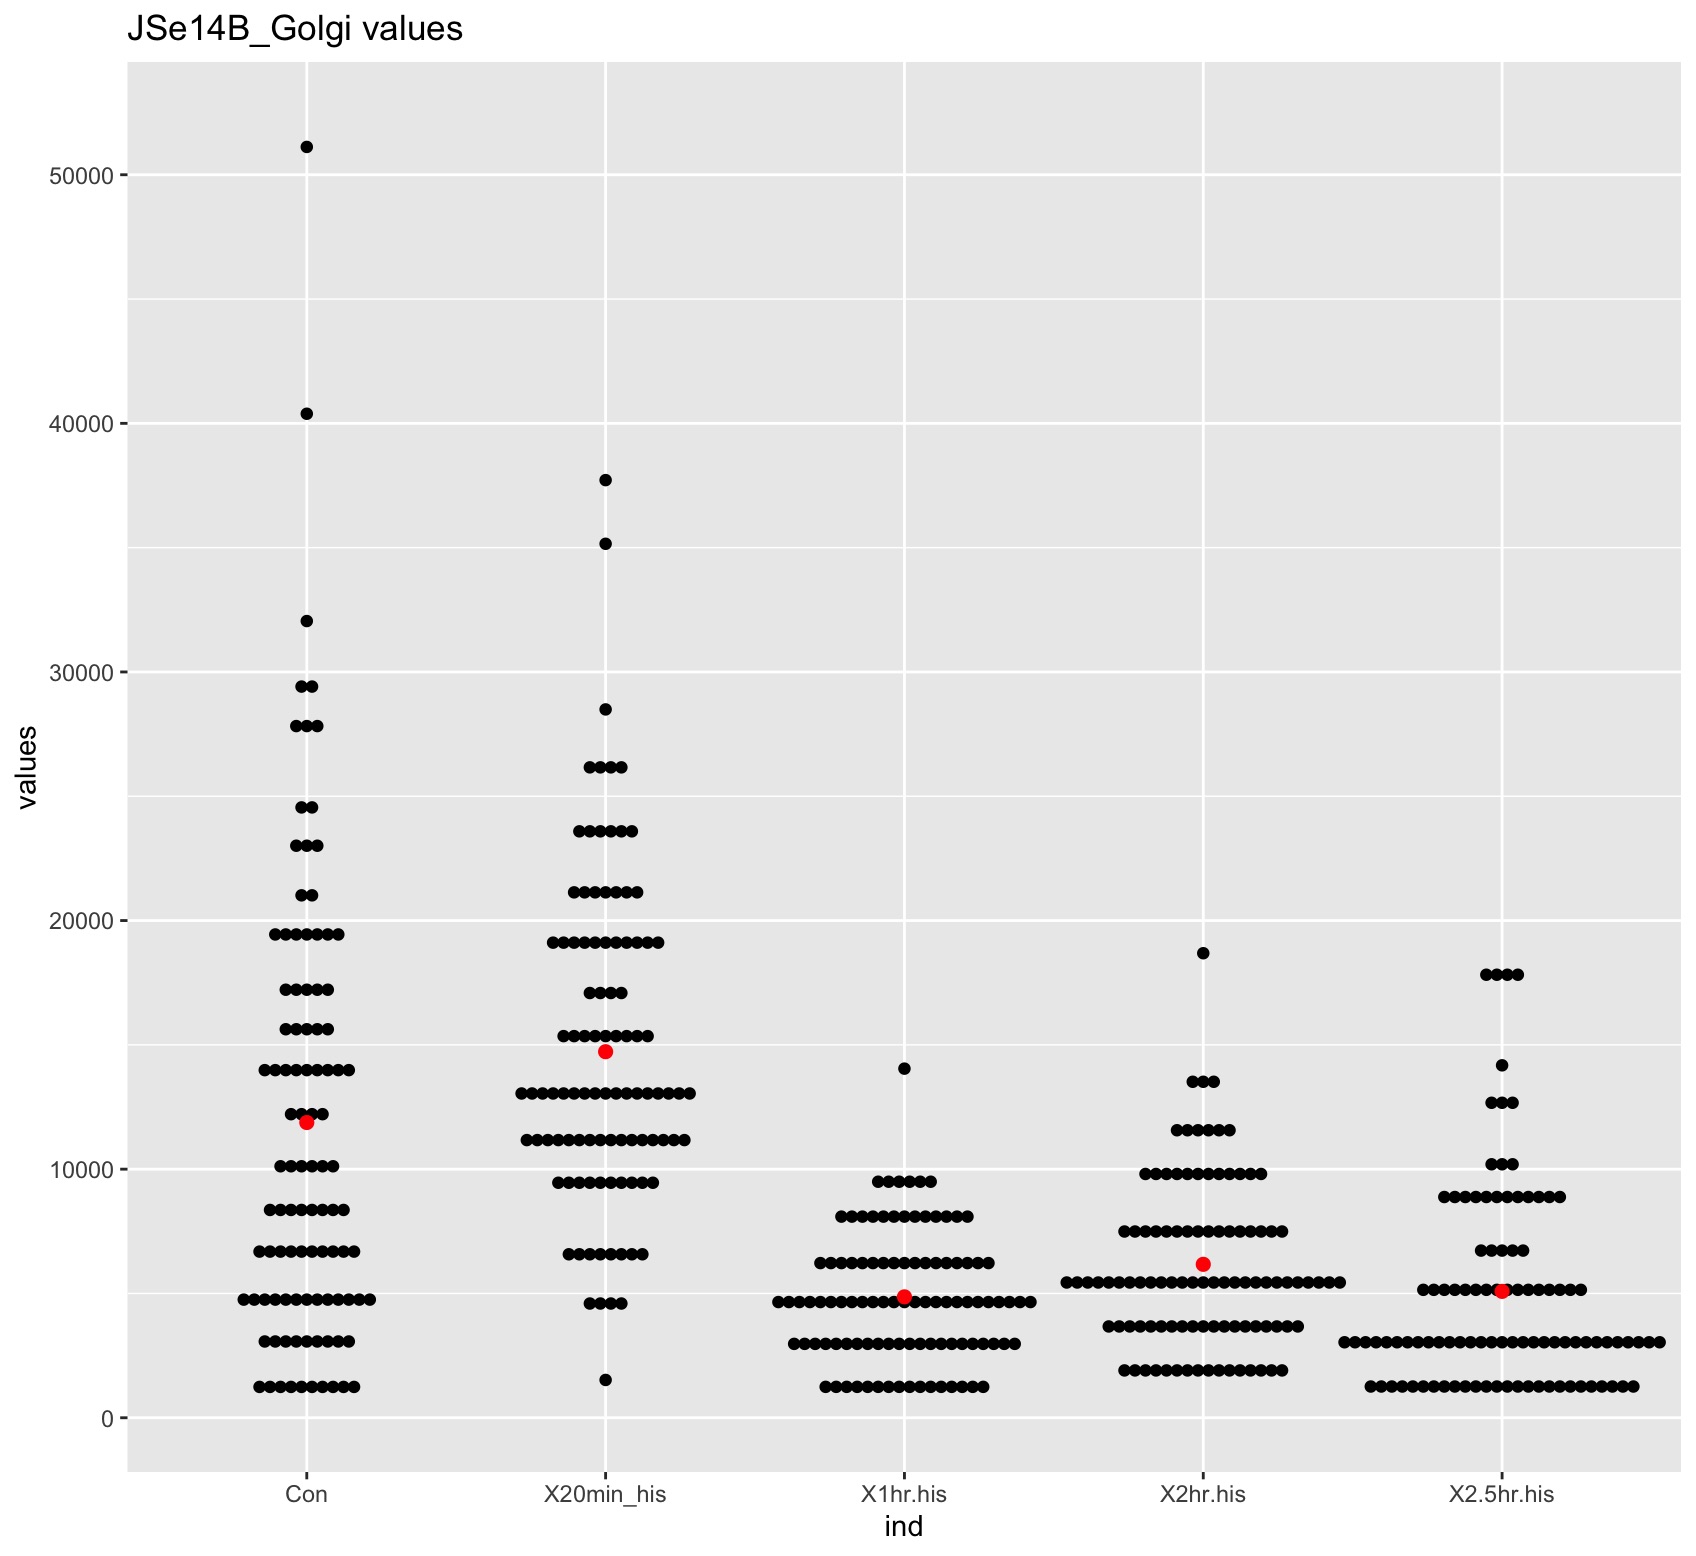 JSe14B_Golgi values
50000
40000
30000
20000
10000
0
values
Con X20min_his X1hr.his X2hr.his X2.5hr.his
ind